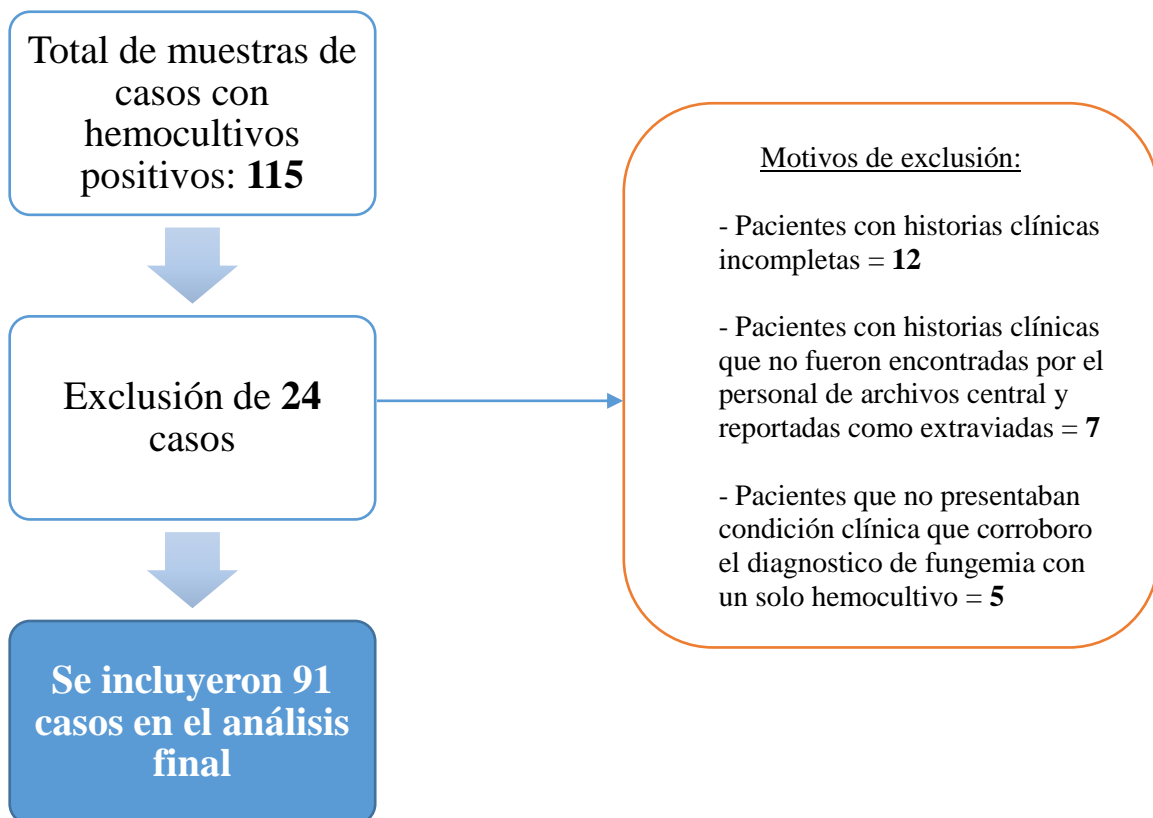 Total de muestras de
casos con
hemocultivos
positivos: 115
Exclusión de 24
casos
Se incluyeron 91
casos en el análisis
final
Motivos de exclusión:
- Pacientes con historias clínicas
incompletas = 12
- Pacientes con historias clínicas
que no fueron encontradas por el
personal de archivos central y
reportadas como extraviadas = 7
- Pacientes que no presentaban
condición clínica que corroboro
el diagnostico de fungemia con
un solo hemocultivo = 5